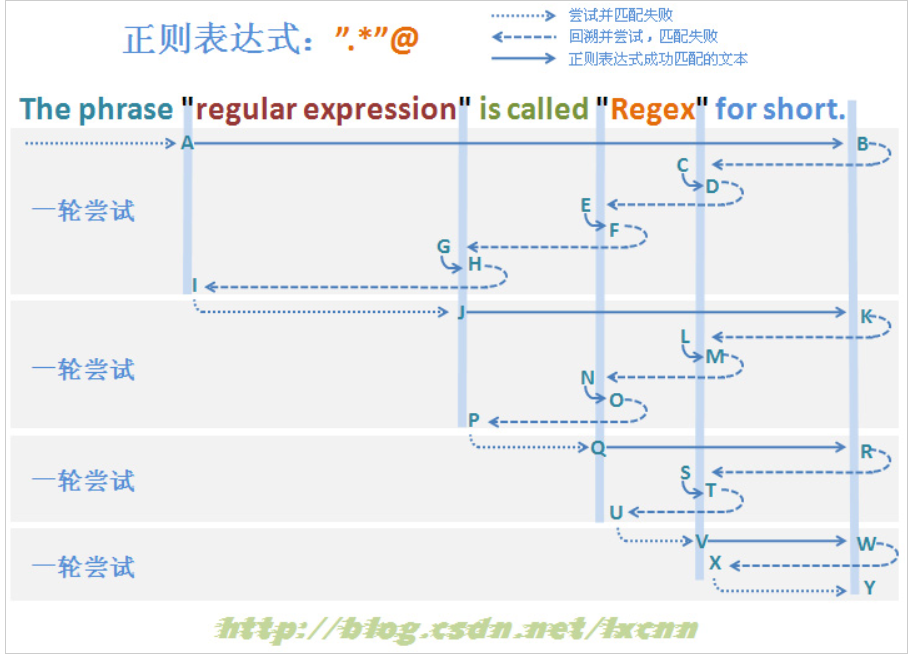 正则表达式：”.*”@
尝试并匹配失败
回溯并尝试，匹配失败
正则表达式成功匹配的文本
The phrase "regular expression" is called "Regex" for short.
A B
C D
一轮尝试
E F
G H
I
J K
L M
一轮尝试
N O
P
Q R
一轮尝试
S T
U
V W
一轮尝试
X
Y
http://blog.csdn.net/lxcnn